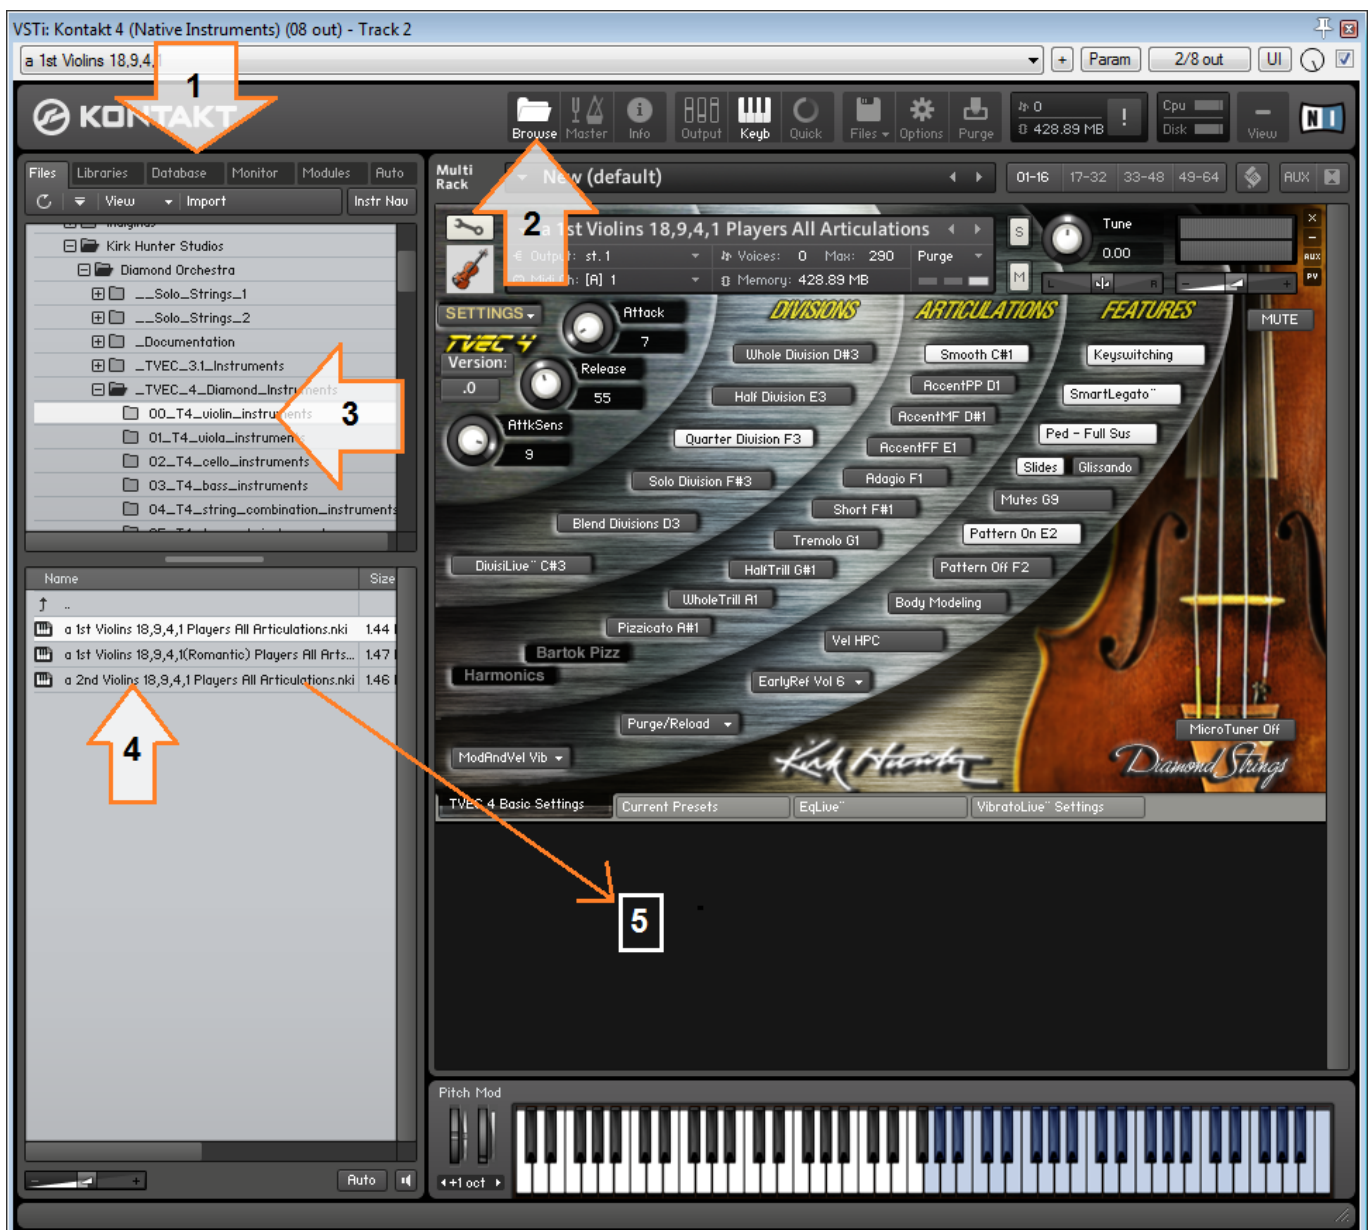 VSTi: Kontakt 4 (Native Instruments) (08 out) - Track 2
a 1st Violins 18,9,4,1
+ Param 2/8 out UI
1
KONTAKT
Browse Master Info Output Keyb Quick Files Options Purge
0
428.89 MB
!
Cpu
Disk
View
NI
Files Libraries Database Monitor Modules Auto
View Import Instr Nav
Kirk Hunter Studios
Diamond Orchestra
__Solo_Strings_1
__Solo_Strings_2
_Documentation
_TVEC_3.1_Instruments
_TVEC_4_Diamond_Instruments
00_T4_violin_instruments
01_T4_viola_instruments
02_T4_cello_instruments
03_T4_bass_instruments
04_T4_string_combination_instruments
3
Name Size
..
a 1st Violins 18,9,4,1 Players All Articulations.nki 1.44
a 1st Violins 18,9,4,1(Romantic) Players All Arts... 1.47
a 2nd Violins 18,9,4,1 Players All Articulations.nki 1.46
4
Auto
Multi Rack
New (default)
01-16 17-32 33-48 49-64 AUX
2
a 1st Violins 18,9,4,1 Players All Articulations
Output: st. 1 Voices: 0 Max: 290 Purge
Midi Ch: [A] 1 Memory: 428.89 MB
S
M
Tune
0.00
L R
- +
AUX
PV
SETTINGS
TVEC 4
Version:
.0
Attack
7
Release
55
AttkSens
9
DIVISIONS
Whole Division D#3
Half Division E3
Quarter Division F3
Solo Division F#3
Blend Divisions D3
DivisiLive¨ C#3
ARTICULATIONS
Smooth C#1
AccentPP D1
AccentMF D#1
AccentFF E1
Adagio F1
Short F#1
Tremolo G1
HalfTrill G#1
WholeTrill A1
Pizzicato A#1
Bartok Pizz
Harmonics
FEATURES
Keyswitching
SmartLegato¨
Ped - Full Sus
Slides Glissando
Mutes G9
Pattern On E2
Pattern Off F2
Body Modeling
Vel HPC
EarlyRef Vol 6
Purge/Reload
ModAndVel Vib
MUTE
MicroTuner Off
Kirk Hunter
Diamond Strings
TVEC 4 Basic Settings Current Presets EqLive¨ VibratoLive¨ Settings
5
Pitch Mod
+1 oct